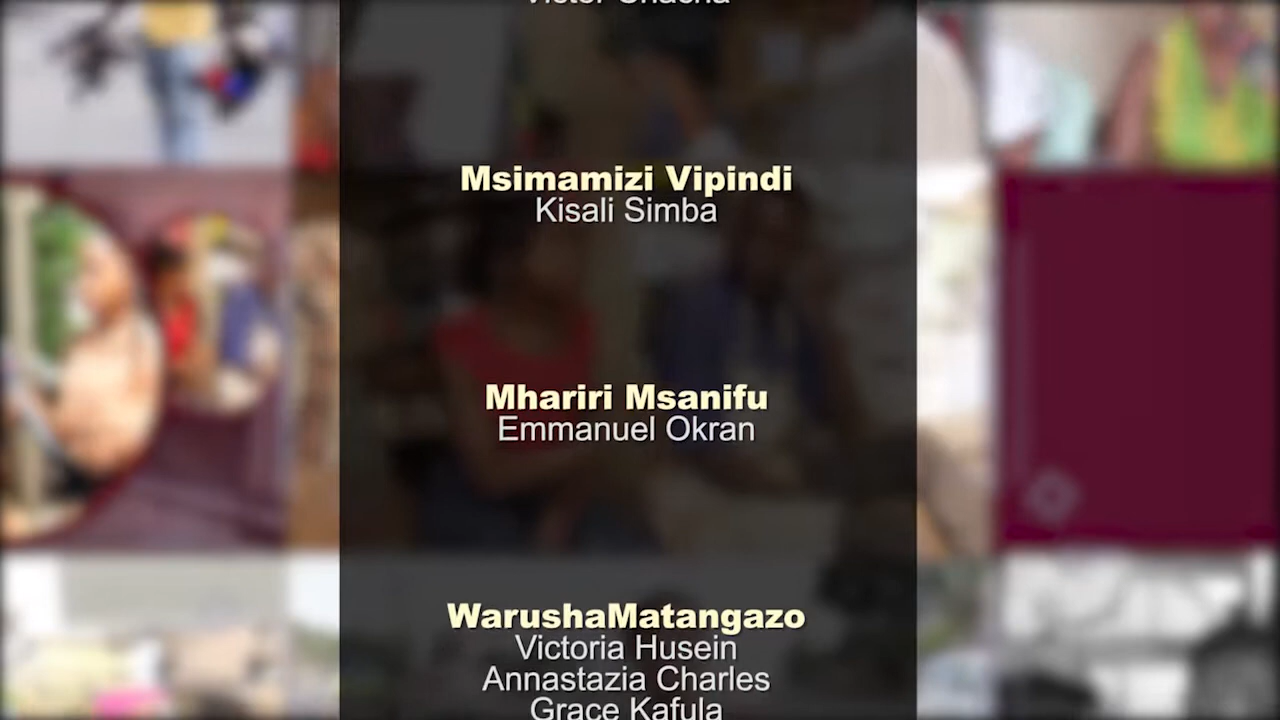 Msimamizi Vipindi
Kisali Simba
Mhariri Msanifu
Emmanuel Okran
WarushaMatangazo
Victoria Husein
Annastazia Charles
Grace Kafula